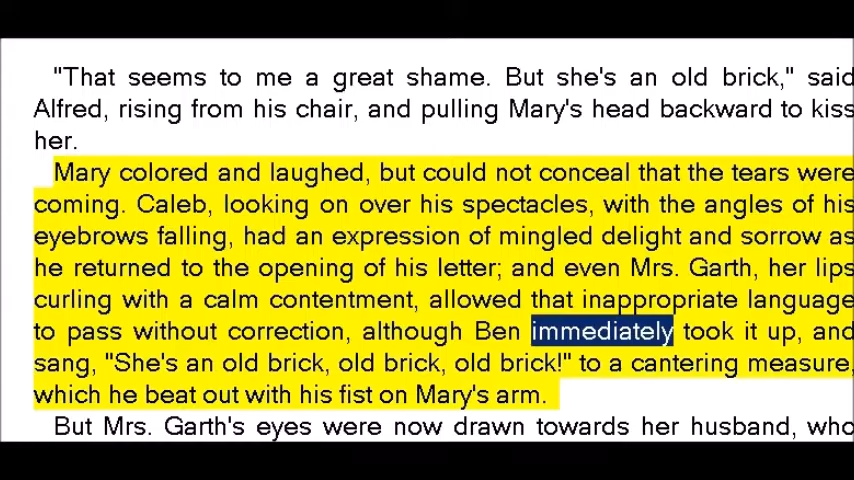 "That seems to me a great shame. But she's an old brick," said
Alfred, rising from his chair, and pulling Mary's head backward to kiss
her.
Mary colored and laughed, but could not conceal that the tears were
coming. Caleb, looking on over his spectacles, with the angles of his
eyebrows falling, had an expression of mingled delight and sorrow as
he returned to the opening of his letter; and even Mrs. Garth, her lips
curling with a calm contentment, allowed that inappropriate language
to pass without correction, although Ben immediately took it up, and
sang, "She's an old brick, old brick, old brick!" to a cantering measure,
which he beat out with his fist on Mary's arm.
But Mrs. Garth's eyes were now drawn towards her husband, who